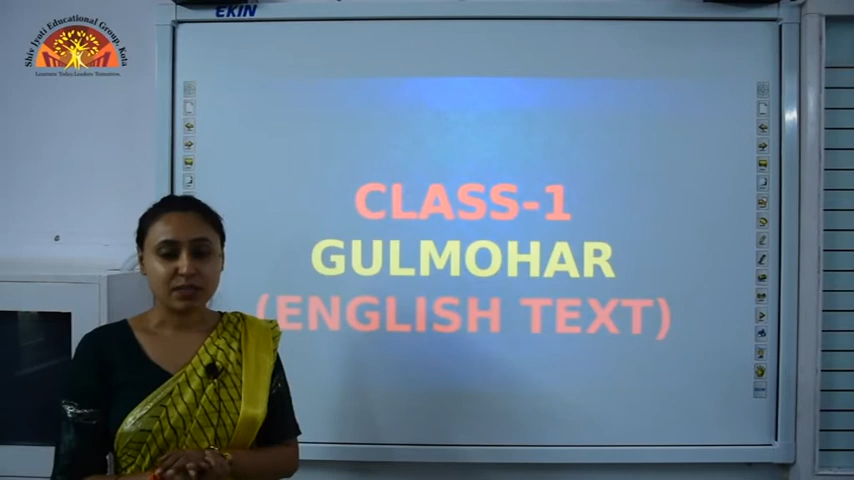 EKIN
Shiv Jyoti Educational Group, Kota
Learners Today, Leaders Tomorrow.
CLASS-1
GULMOHAR
(ENGLISH TEXT)